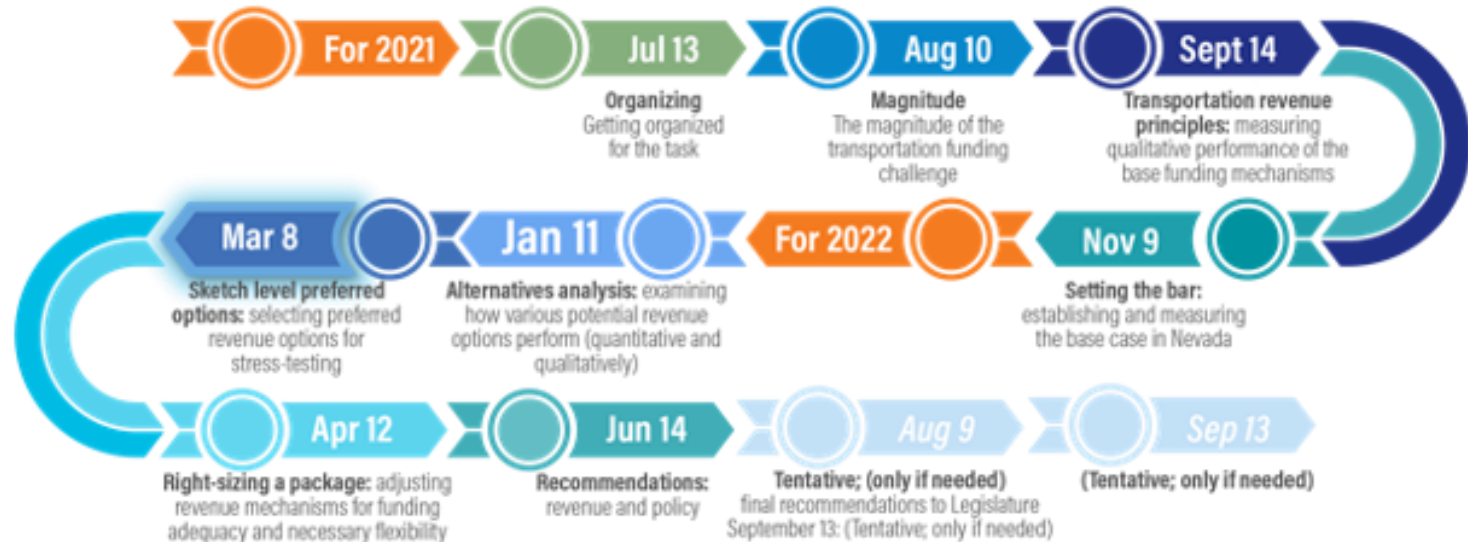 For 2021
Jul 13
Organizing
Getting organized
for the task
Aug 10
Magnitude
The magnitude of the
transportation funding
challenge
Sept 14
Transportation revenue
principles: measuring
qualitative performance of the
base funding mechanisms
Nov 9
Setting the bar:
establishing and measuring
the base case in Nevada
For 2022
Jan 11
Alternatives analysis: examining
how various potential revenue
options perform (quantitative and
qualitatively)
Mar 8
Sketch level preferred
options: selecting preferred
revenue options for
stress-testing
Apr 12
Right-sizing a package: adjusting
revenue mechanisms for funding
adequacy and necessary flexibility
Jun 14
Recommendations:
revenue and policy
Aug 9
Tentative; (only if needed)
final recommendations to Legislature
September 13: (Tentative; only if needed)
Sep 13
(Tentative; only if needed)